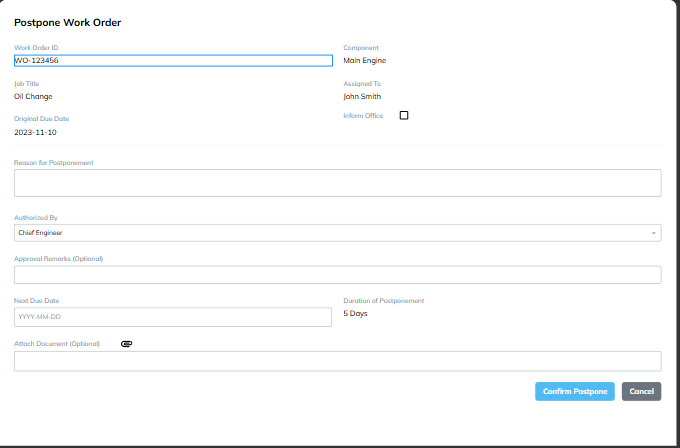 Postpone Work Order
Work Order ID
Component
WO-123456
Main Engine
Job Title
Assigned To
Oil Change
John Smith
Original Due Date
Inform Office
2023-11-10
Reason for Postponement
Authorized By
Chief Engineer
Approval Remarks (Optional)
Next Due Date
Duration of Postponement
YYYY-MM-DD
5 Days
Attach Document (Optional)
Confirm Postpone
Cancel